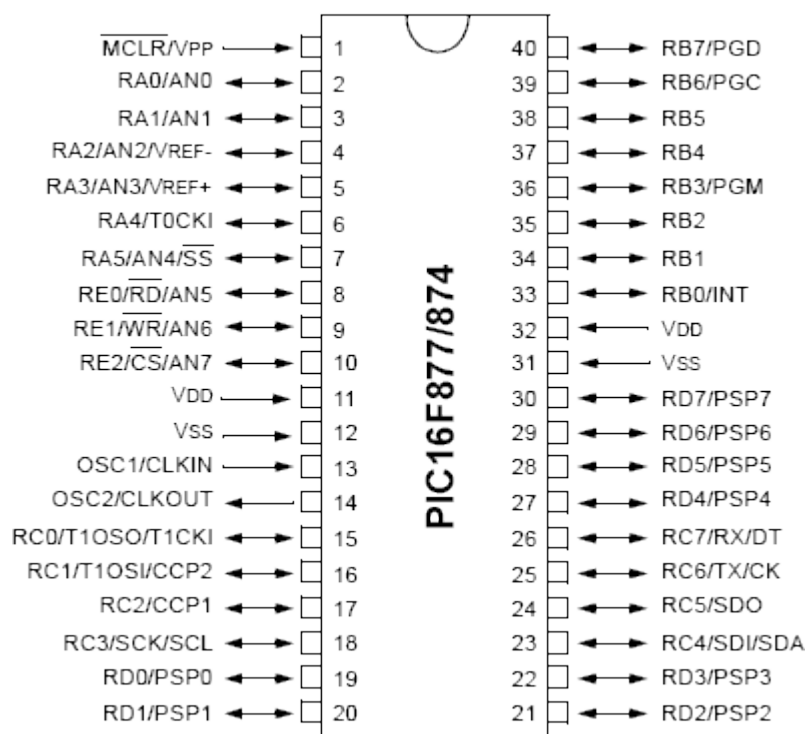 MCLR/VPP 1 40 RB7/PGD
RA0/AN0 2 39 RB6/PGC
RA1/AN1 3 38 RB5
RA2/AN2/VREF- 4 37 RB4
RA3/AN3/VREF+ 5 36 RB3/PGM
RA4/T0CKI 6 35 RB2
RA5/AN4/SS 7 34 RB1
RE0/RD/AN5 8 33 RB0/INT
RE1/WR/AN6 9 32 VDD
RE2/CS/AN7 10 31 VSS
VDD 11 30 RD7/PSP7
VSS 12 29 RD6/PSP6
OSC1/CLKIN 13 28 RD5/PSP5
OSC2/CLKOUT 14 27 RD4/PSP4
RC0/T1OSO/T1CKI 15 26 RC7/RX/DT
RC1/T1OSI/CCP2 16 25 RC6/TX/CK
RC2/CCP1 17 24 RC5/SDO
RC3/SCK/SCL 18 23 RC4/SDI/SDA
RD0/PSP0 19 22 RD3/PSP3
RD1/PSP1 20 21 RD2/PSP2
PIC16F877/874